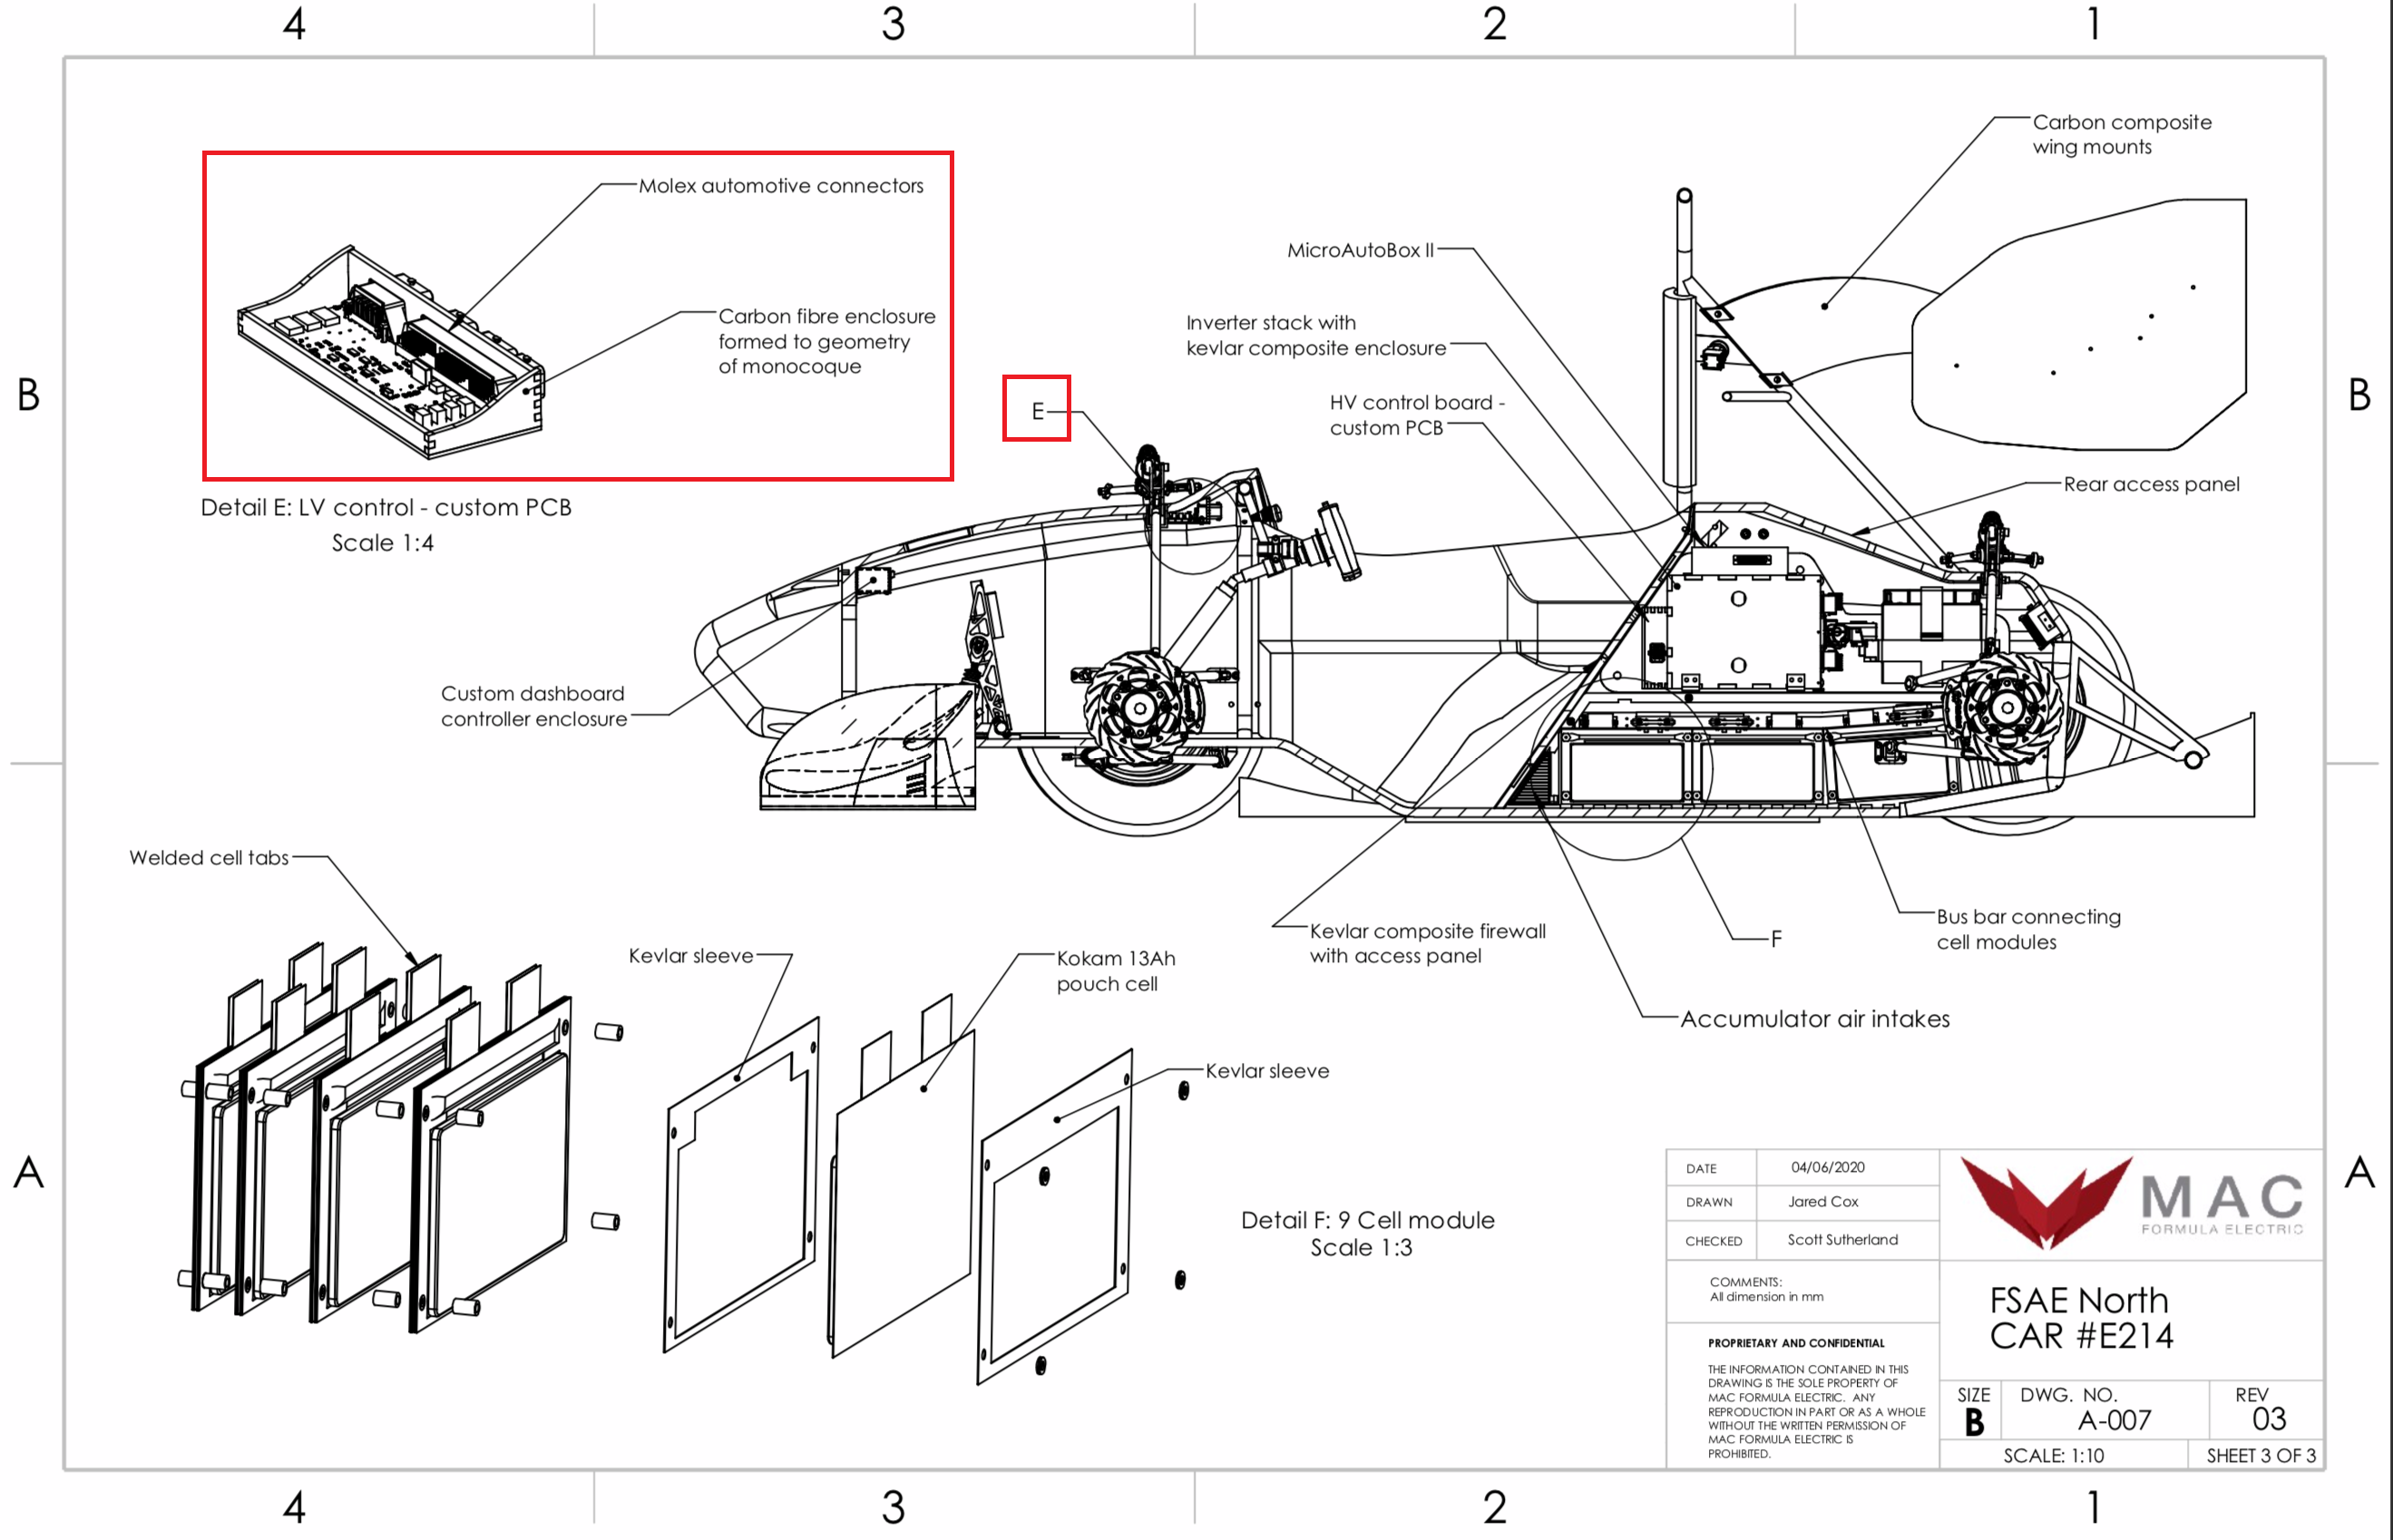 4
3
2
1
Carbon composite
wing mounts
Molex automotive connectors
MicroAutoBox II
Carbon fibre enclosure
formed to geometry
of monocoque
Inverter stack with
kevlar composite enclosure
B
B
E
HV control board -
custom PCB
Rear access panel
Detail E: LV control - custom PCB
Scale 1:4
Custom dashboard
controller enclosure
Welded cell tabs
Kevlar sleeve
Kokam 13Ah
pouch cell
Kevlar composite firewall
with access panel
F
Bus bar connecting
cell modules
Accumulator air intakes
Kevlar sleeve
A
A
Detail F: 9 Cell module
Scale 1:3
DATE
04/06/2020
DRAWN
Jared Cox
CHECKED
Scott Sutherland
MAC
FORMULA ELECTRIC
COMMENTS:
All dimension in mm
FSAE North
CAR #E214
PROPRIETARY AND CONFIDENTIAL
THE INFORMATION CONTAINED IN THIS
DRAWING IS THE SOLE PROPERTY OF
MAC FORMULA ELECTRIC. ANY
REPRODUCTION IN PART OR AS A WHOLE
WITHOUT THE WRITTEN PERMISSION OF
MAC FORMULA ELECTRIC IS
PROHIBITED.
SIZE
B
DWG. NO.
A-007
REV
03
SCALE: 1:10
SHEET 3 OF 3
4
3
2
1